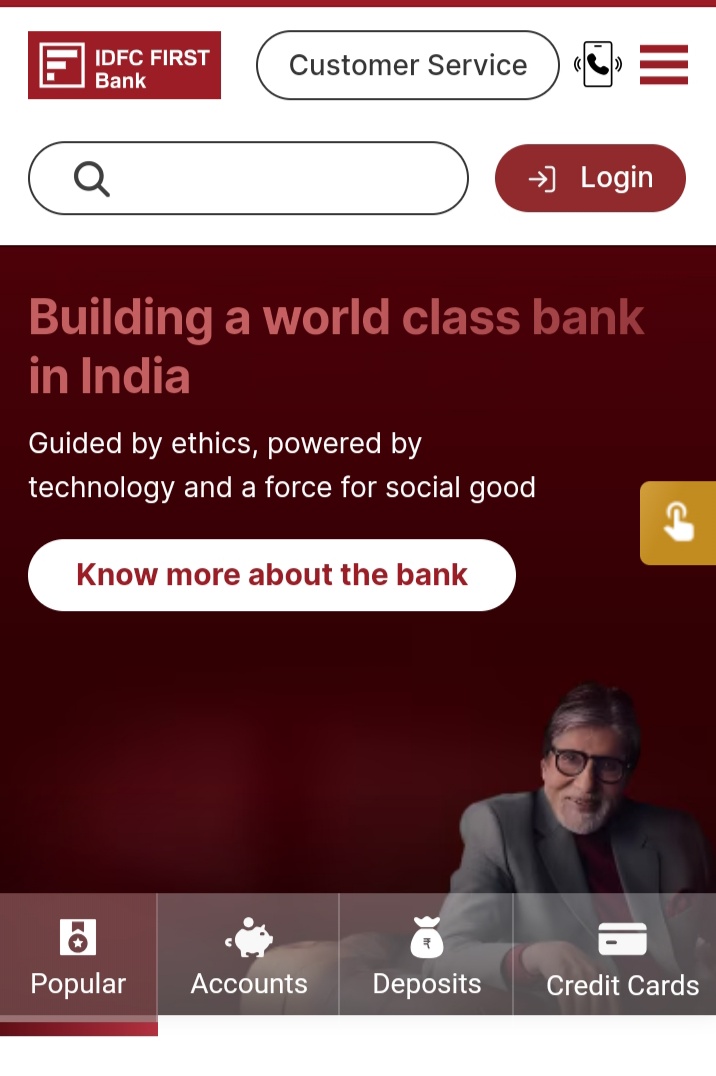 IDFC FIRST
Bank
Customer Service
Login
Building a world class bank
in India
Guided by ethics, powered by
technology and a force for social good
Know more about the bank
₹
Popular
Accounts
Deposits
Credit Cards